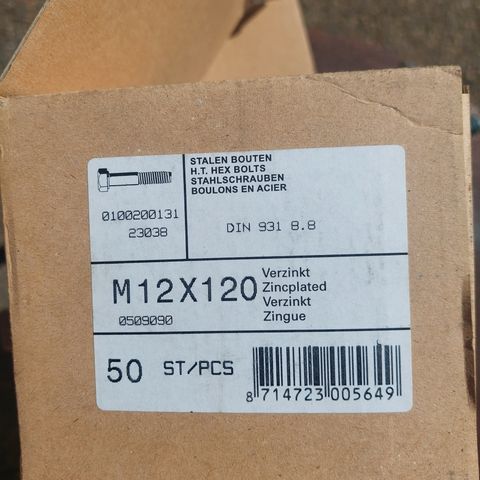 STALEN BOUTEN
H.T. HEX BOLTS
STAHLSCHRAUBEN
BOULONS EN ACIER
0100200131
23038
DIN 931 8.8
M12X120
Verzinkt
Zincplated
Verzinkt
Zingue
0509090
50 ST/PCS
8 714723 005649